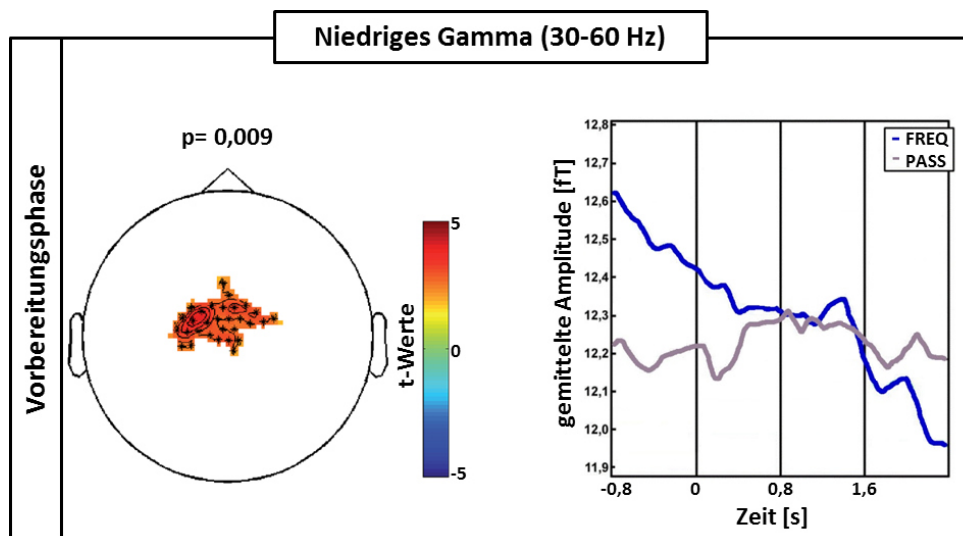 Niedriges Gamma (30-60 Hz)
Vorbereitungsphase
p= 0,009
t-Werte
5
0
-5
gemittelte Amplitude [fT]
12,8
12,7
12,6
12,5
12,4
12,3
12,2
12,1
12,0
11,9
FREQ
PASS
-0,8 0 0,8 1,6
Zeit [s]